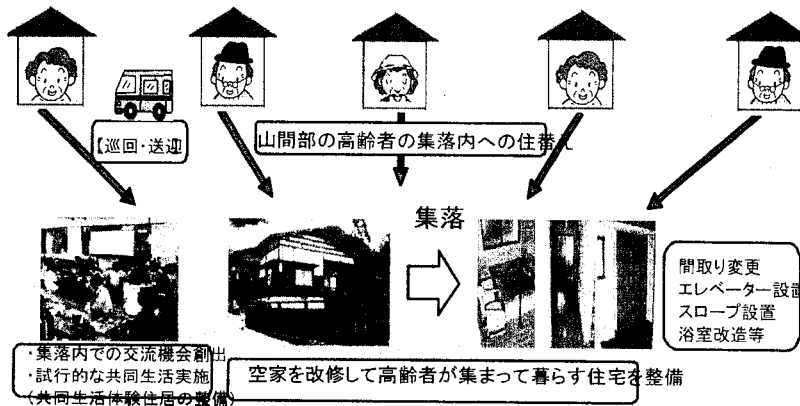 【巡回・送迎
山間部の高齢者の集落内への住替え
集落
間取り変更
エレベーター設置
スロープ設置
浴室改造等
・集落内での交流機会創出
・試行的な共同生活実施
(共同生活体験住居の整備)
空家を改修して高齢者が集まって暮らす住宅を整備